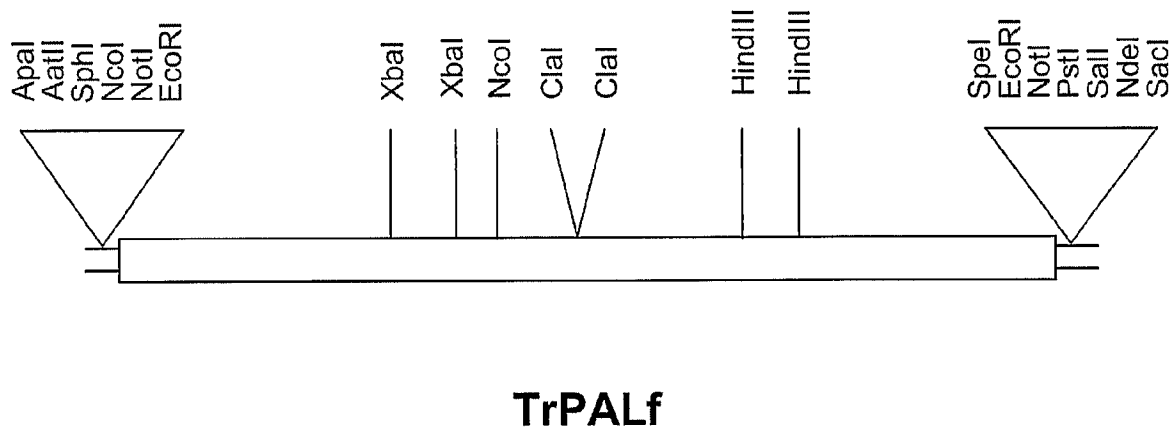 ApaI
AatII
SphI
NcoI
NotI
EcoRI
XbaI
XbaI
NcoI
ClaI
ClaI
HindIII
HindIII
SpeI
EcoRI
NotI
PstI
SalI
NdeI
SacI
TrPALf